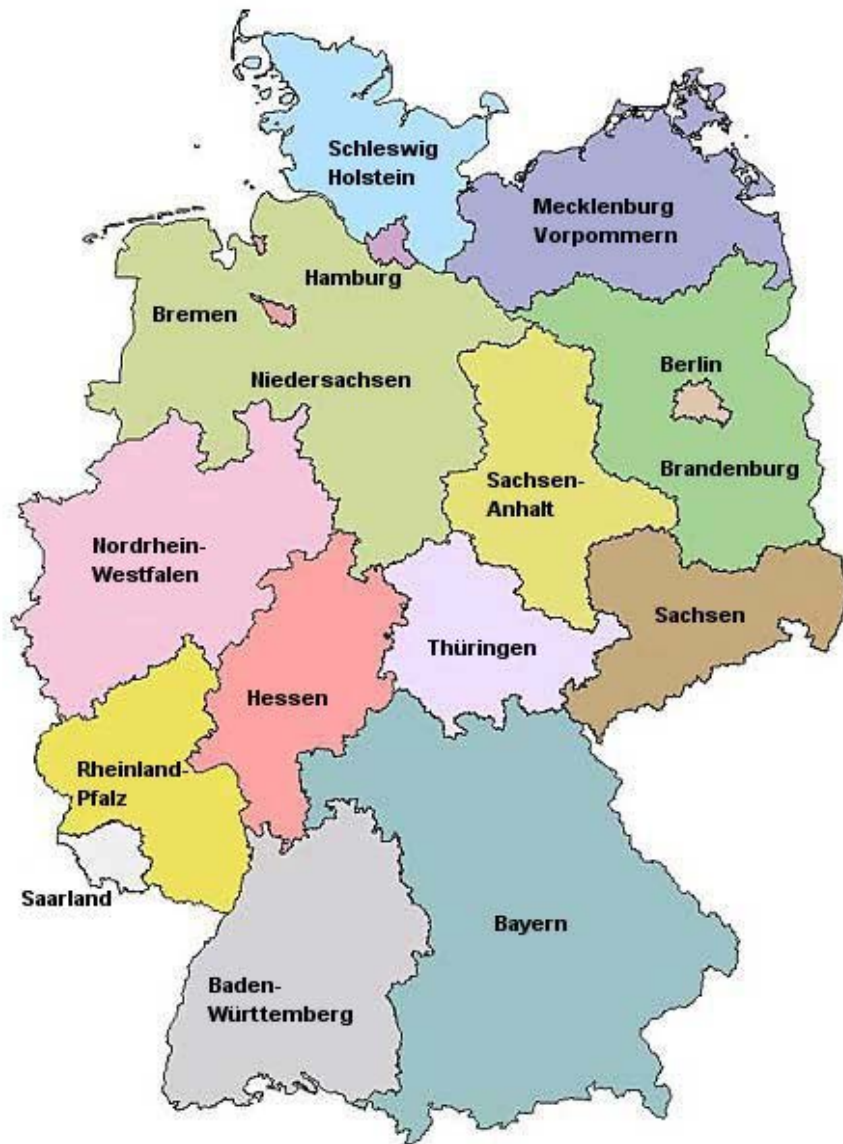 Schleswig
Holstein
Mecklenburg
Vorpommern
Hamburg
Bremen
Niedersachsen
Berlin
Brandenburg
Sachsen-
Anhalt
Nordrhein-
Westfalen
Sachsen
Thüringen
Hessen
Rheinland-
Pfalz
Saarland
Bayern
Baden-
Württemberg